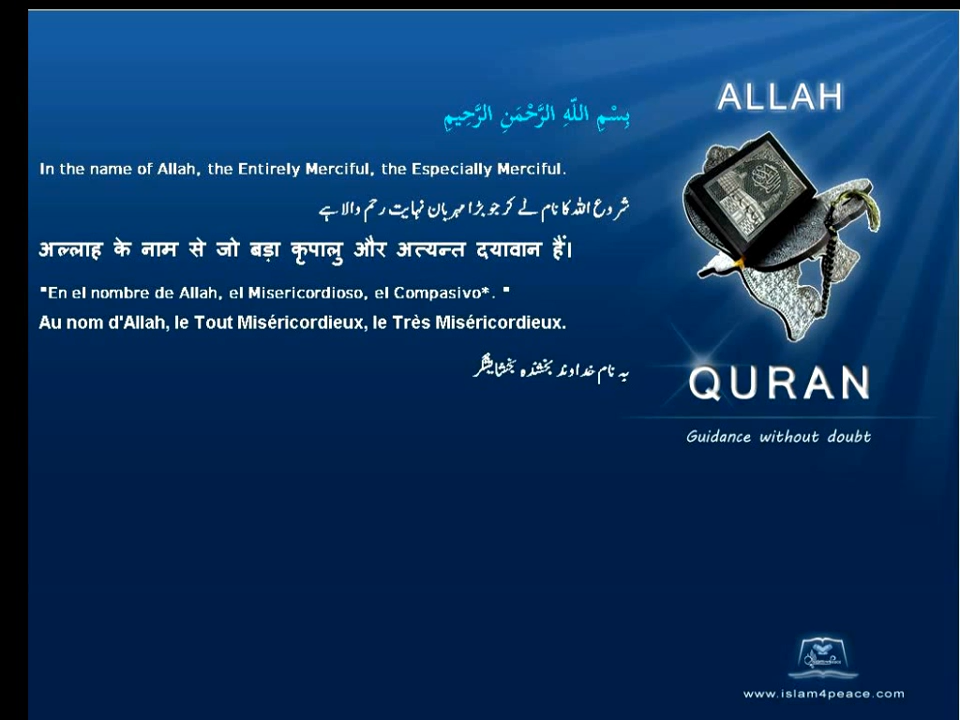 بِسْمِ اللَّهِ الرَّحْمَنِ الرَّحِيمِ
In the name of Allah, the Entirely Merciful, the Especially Merciful.
شروع اللہ کا نام لے کر جو بڑا مہربان نہایت رحم والا ہے
अल्लाह के नाम से जो बड़ा कृपालु और अत्यन्त दयावान हैं।
"En el nombre de Allah, el Misericordioso, el Compasivo*. "
Au nom d'Allah, le Tout Miséricordieux, le Très Miséricordieux.
به نام خداوند بخشنده بخشایشگر
ALLAH
QURAN
Guidance without doubt
www.islam4peace.com